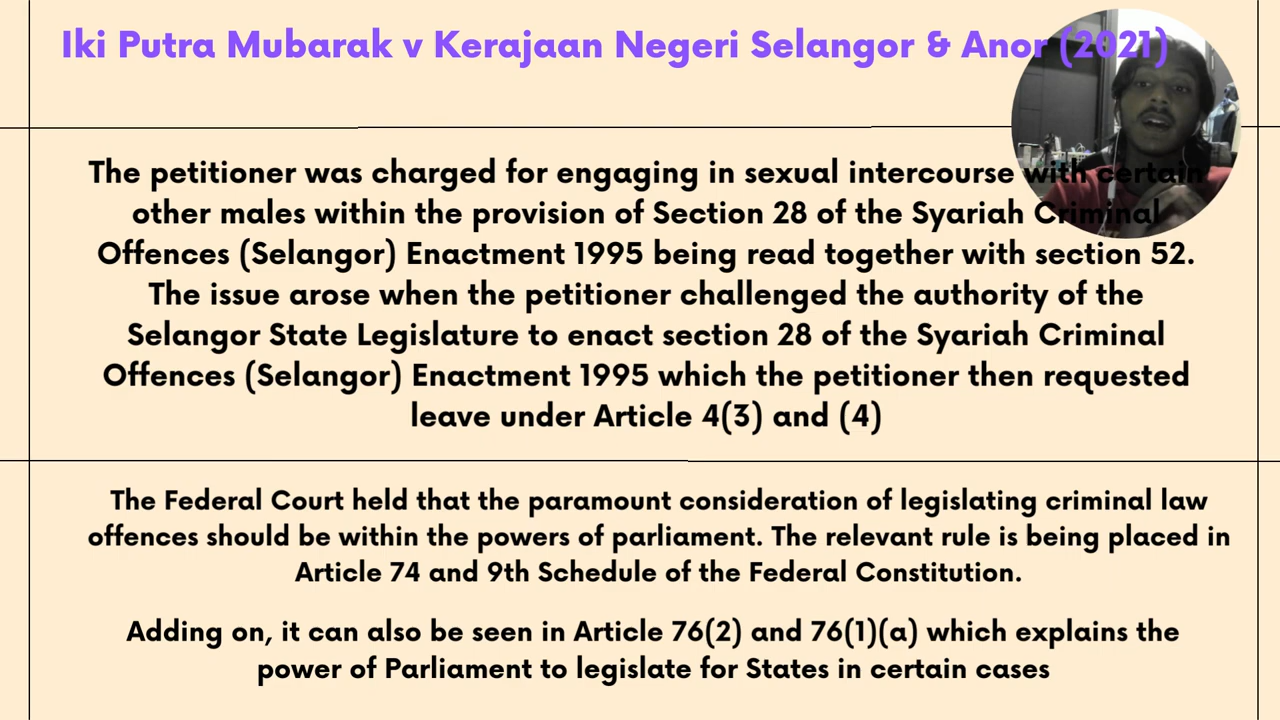 Iki Putra Mubarak v Kerajaan Negeri Selangor & Anor (2021)
The petitioner was charged for engaging in sexual intercourse with certain
other males within the provision of Section 28 of the Syariah Criminal
Offences (Selangor) Enactment 1995 being read together with section 52.
The issue arose when the petitioner challenged the authority of the
Selangor State Legislature to enact section 28 of the Syariah Criminal
Offences (Selangor) Enactment 1995 which the petitioner then requested
leave under Article 4(3) and (4)
The Federal Court held that the paramount consideration of legislating criminal law
offences should be within the powers of parliament. The relevant rule is being placed in
Article 74 and 9th Schedule of the Federal Constitution.
Adding on, it can also be seen in Article 76(2) and 76(1)(a) which explains the
power of Parliament to legislate for States in certain cases